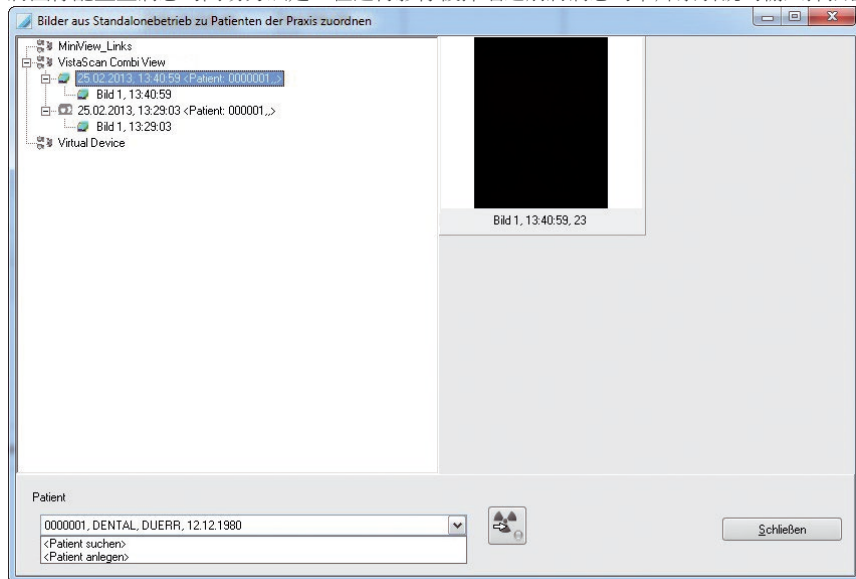 Bilder aus Standalonebetrieb zu Patienten der Praxis zuordnen
MiniView_Links
VistaScan Combi View
25.02.2013, 13:40:59 <Patient: 0000001,,>
Bild 1, 13:40:59
25.02.2013, 13:29:03 <Patient: 000001,,>
Bild 1, 13:29:03
Virtual Device
Bild 1, 13:40:59, 23
Patient
0000001, DENTAL, DUERR, 12.12.1980
<Patient suchen>
<Patient anlegen>
Schließen